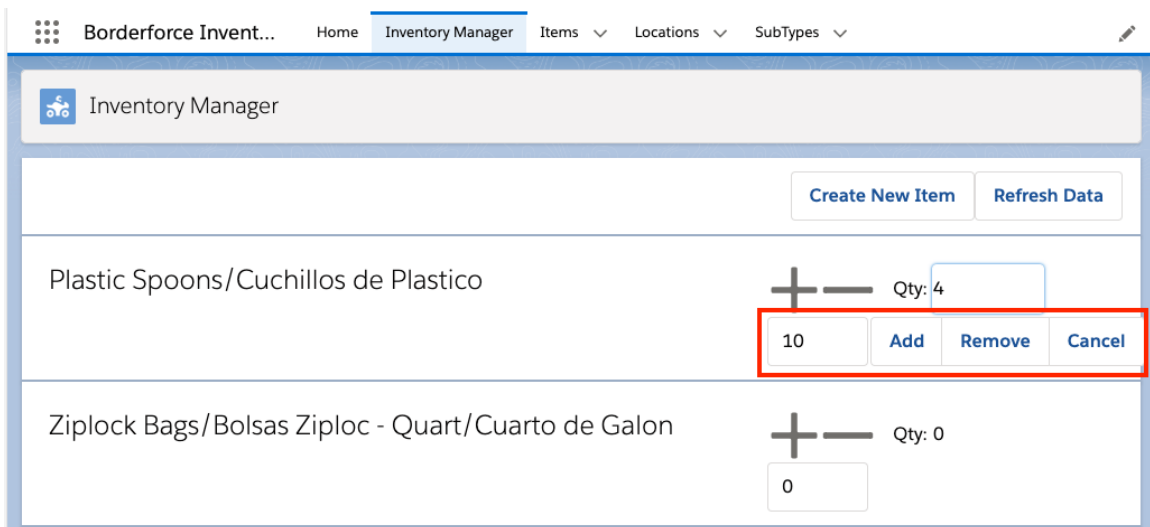 Borderforce Invent... Home Inventory Manager Items Locations SubTypes
Inventory Manager
Create New Item Refresh Data
Plastic Spoons/Cuchillos de Plastico Qty: 4
10 Add Remove Cancel
Ziplock Bags/Bolsas Ziploc - Quart/Cuarto de Galon Qty: 0
0